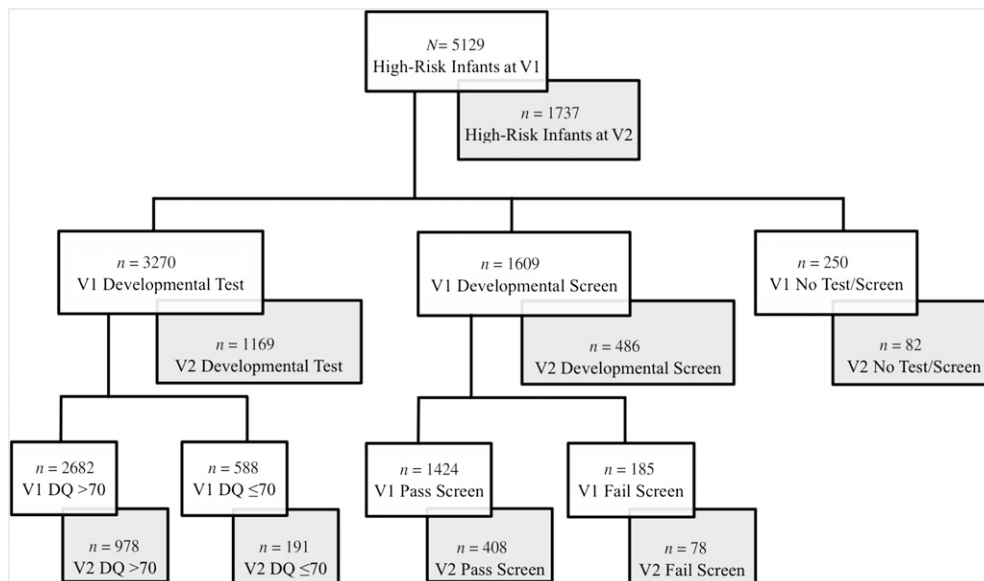 N= 5129
High-Risk Infants at V1
n = 1737
High-Risk Infants at V2
n = 3270
V1 Developmental Test
n = 1169
V2 Developmental Test
n = 1609
V1 Developmental Screen
n = 486
V2 Developmental Screen
n = 250
V1 No Test/Screen
n = 82
V2 No Test/Screen
n = 2682
V1 DQ >70
n = 978
V2 DQ >70
n = 588
V1 DQ ≤70
n = 191
V2 DQ ≤70
n = 1424
V1 Pass Screen
n = 408
V2 Pass Screen
n = 185
V1 Fail Screen
n = 78
V2 Fail Screen